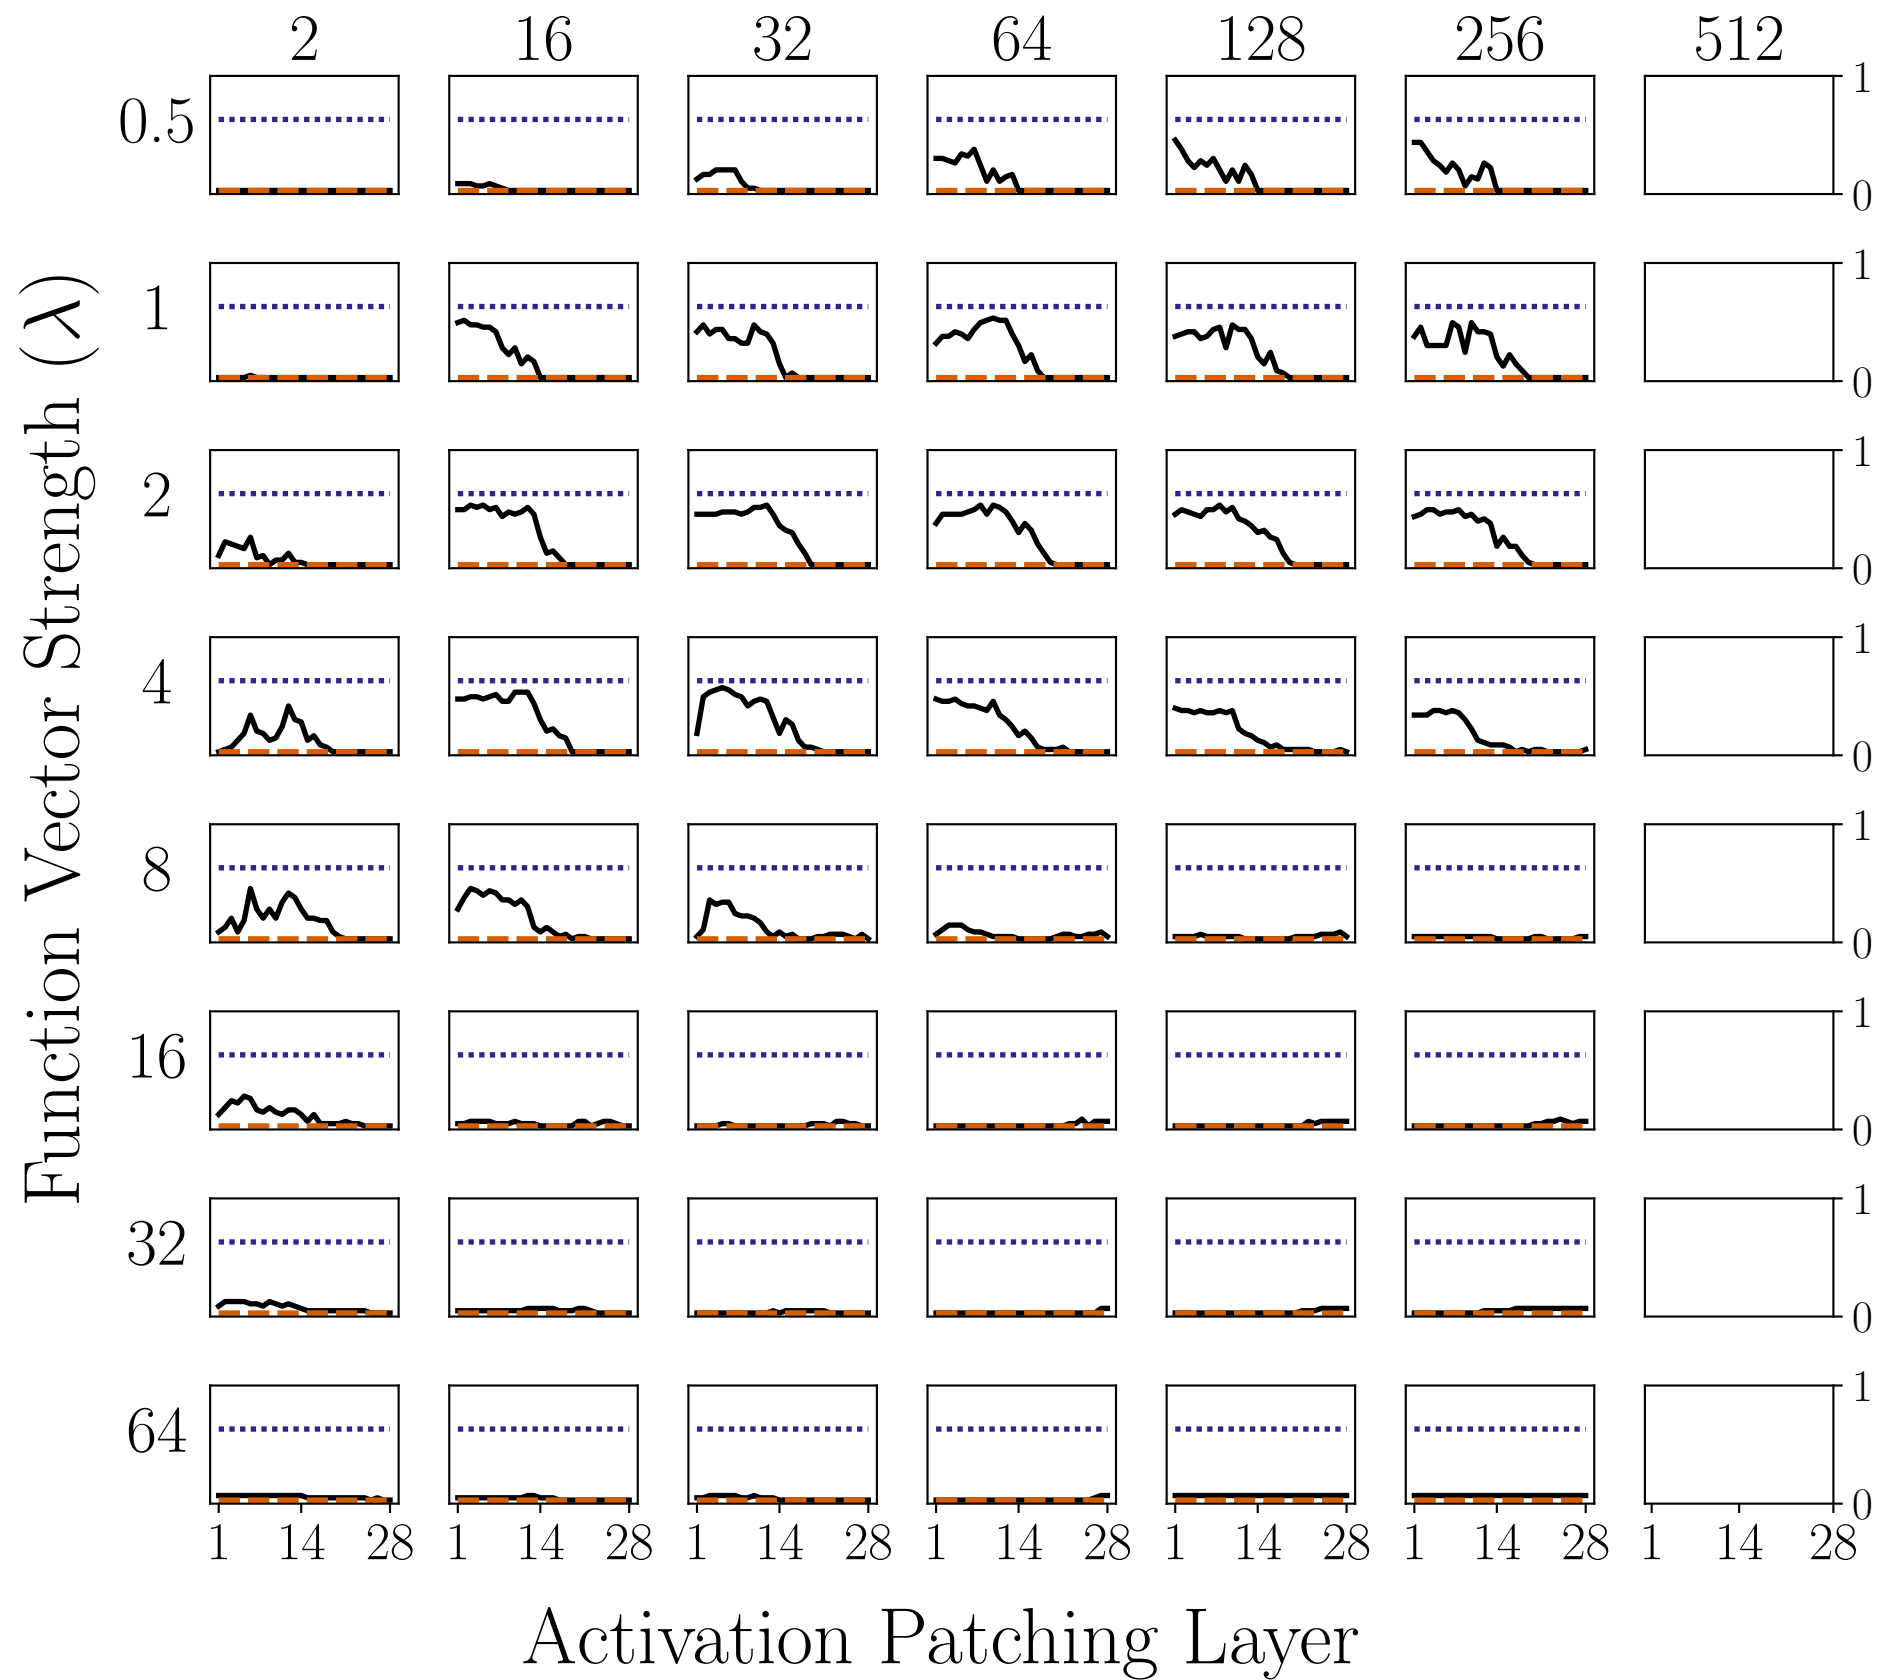 2 16 32 64 128 256 512
0.5 1 0
1 1 0
2 1 0
4 1 0
8 1 0
16 1 0
32 1 0
64 1 0
1 14 28 1 14 28 1 14 28 1 14 28 1 14 28 1 14 28 1 14 28
Function Vector Strength (λ)
Activation Patching Layer